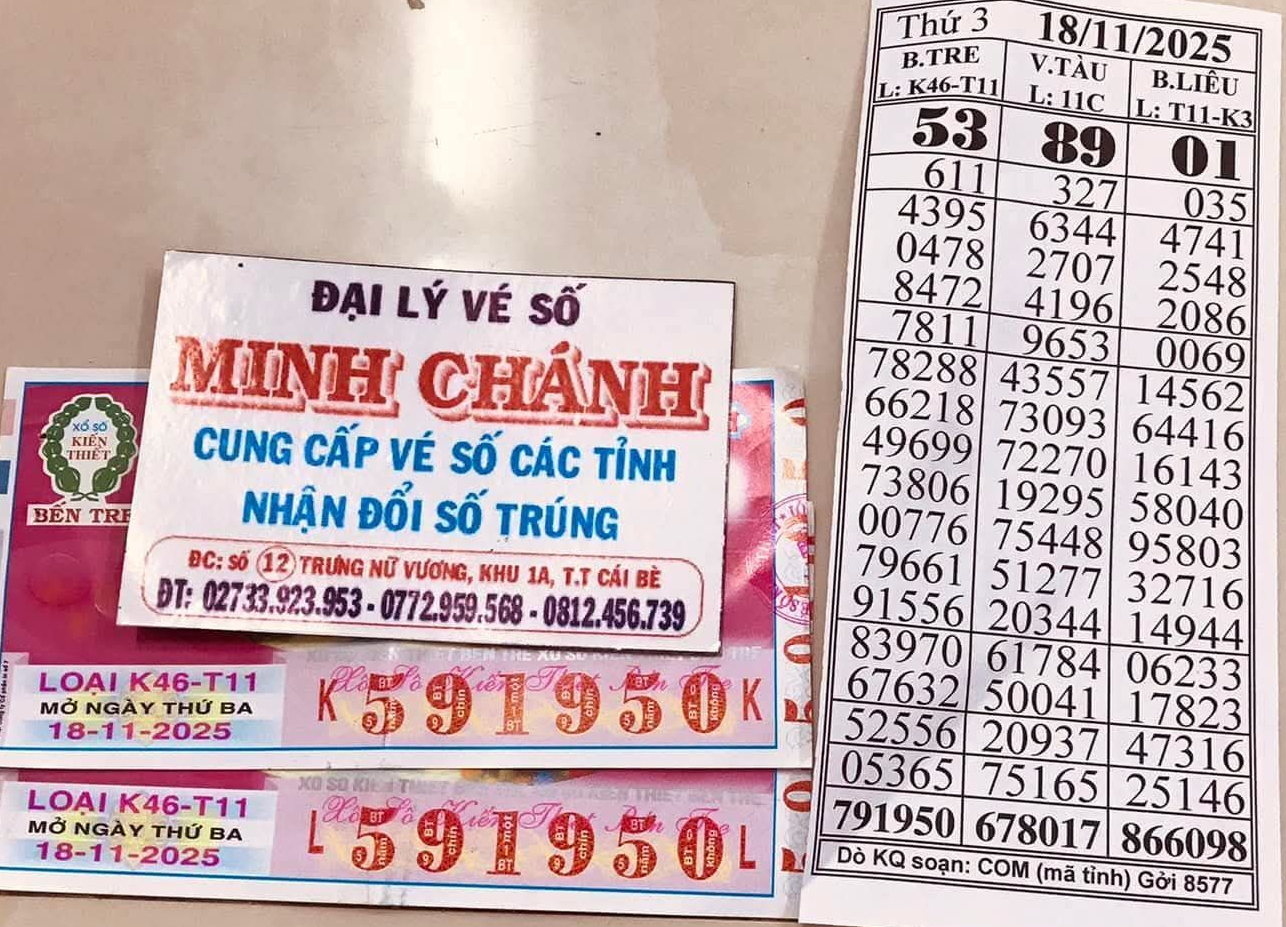 ĐẠI LÝ VÉ SỐ
MINH CHÁNH
CUNG CẤP VÉ SỐ CÁC TỈNH
NHẬN ĐỔI SỐ TRÚNG
ĐC: Số 12 TRƯNG NỮ VƯƠNG, KHU 1A, T.T CÁI BÈ
ĐT: 02733.923.953 - 0772.959.568 - 0812.456.739
XỔ SỐ
KIẾN
THIẾT
BẾN TRE
LOẠI K46-T11
MỞ NGÀY THỨ BA
18-11-2025
K 591950 K
LOẠI K46-T11
MỞ NGÀY THỨ BA
18-11-2025
L 591950 L
Thứ 3 18/11/2025
B.TRE V.TÀU B.LIÊU
L: K46-T11 L: 11C L: T11-K3
53 89 01
611 327 035
4395 6344 4741
0478 2707 2548
8472 4196 2086
7811 9653 0069
78288 43557 14562
66218 73093 64416
49699 72270 16143
73806 19295 58040
00776 75448 95803
79661 51277 32716
91556 20344 14944
83970 61784 06233
67632 50041 17823
52556 20937 47316
05365 75165 25146
791950 678017 866098
Dò KQ soạn: COM (mã tỉnh) Gởi 8577